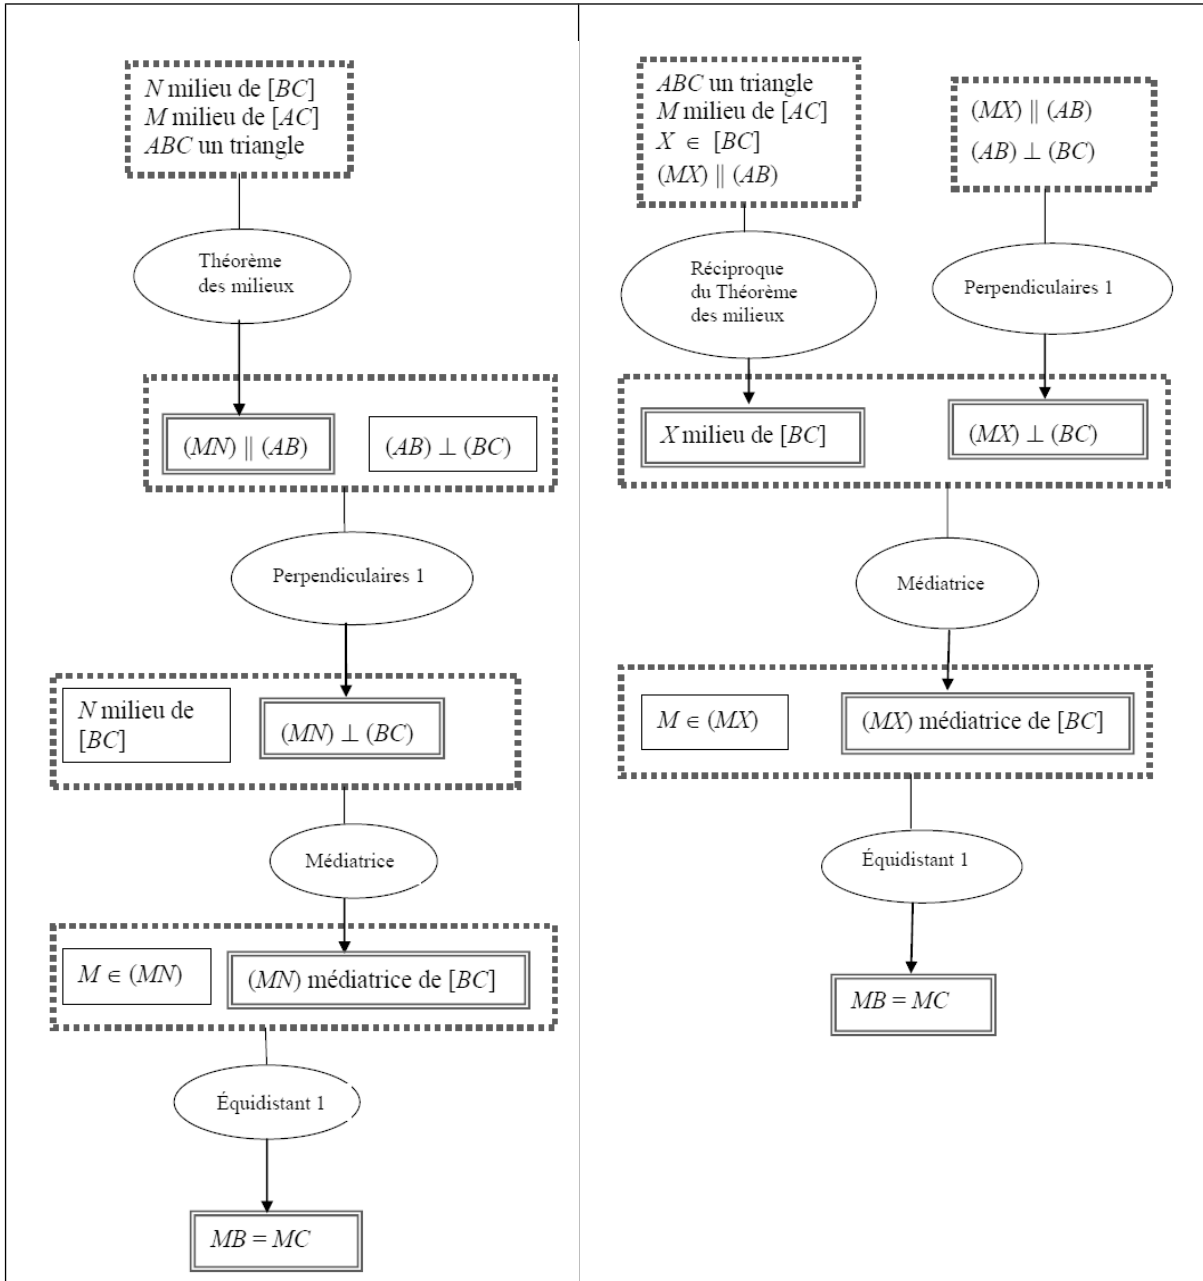 N milieu de [BC]
M milieu de [AC]
ABC un triangle
Théorème
des milieux
(MN) ∥ (AB)
(AB) ⊥ (BC)
Perpendiculaires 1
N milieu de
[BC]
(MN) ⊥ (BC)
Médiatrice
M ∈ (MN)
(MN) médiatrice de [BC]
Équidistant 1
MB = MC
ABC un triangle
M milieu de [AC]
X ∈ [BC]
(MX) ∥ (AB)
(MX) ∥ (AB)
(AB) ⊥ (BC)
Réciproque
du Théorème
des milieux
Perpendiculaires 1
X milieu de [BC]
(MX) ⊥ (BC)
Médiatrice
M ∈ (MX)
(MX) médiatrice de [BC]
Équidistant 1
MB = MC